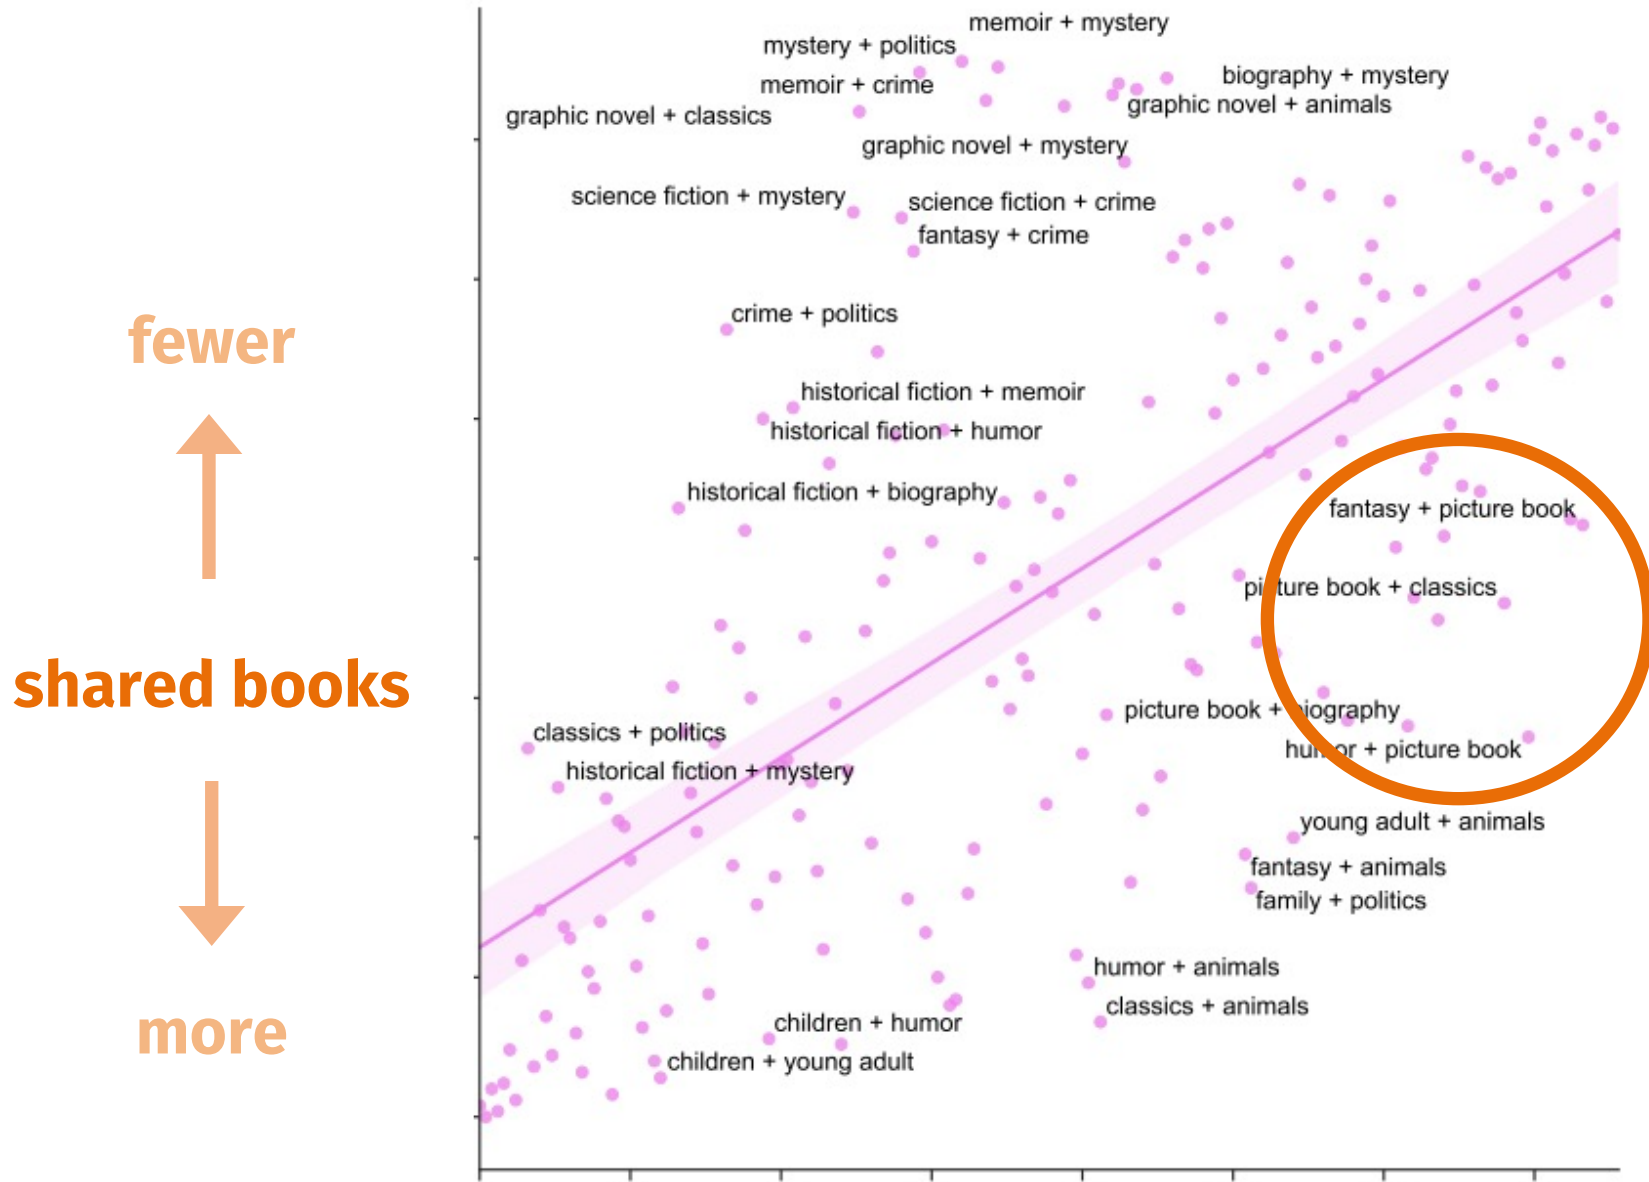 memoir + mystery
mystery + politics
biography + mystery
memoir + crime
graphic novel + animals
graphic novel + classics
graphic novel + mystery
science fiction + mystery
science fiction + crime
fantasy + crime
crime + politics
fewer
historical fiction + memoir
historical fiction + humor
historical fiction + biography
fantasy + picture book
picture book + classics
shared books
picture book + biography
classics + politics
humor + picture book
historical fiction + mystery
young adult + animals
fantasy + animals
family + politics
humor + animals
classics + animals
children + humor
more
children + young adult